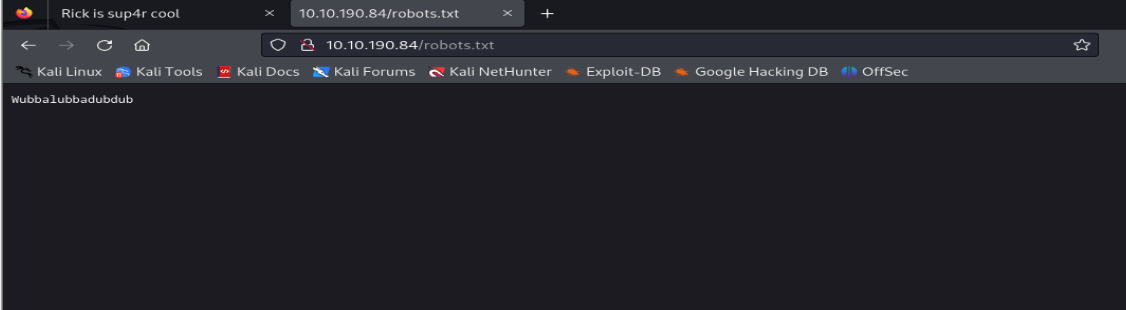 Rick is sup4r cool × 10.10.190.84/robots.txt × +
10.10.190.84/robots.txt
Kali Linux Kali Tools Kali Docs Kali Forums Kali NetHunter Exploit-DB Google Hacking DB OffSec
Wubbalubbadubdub